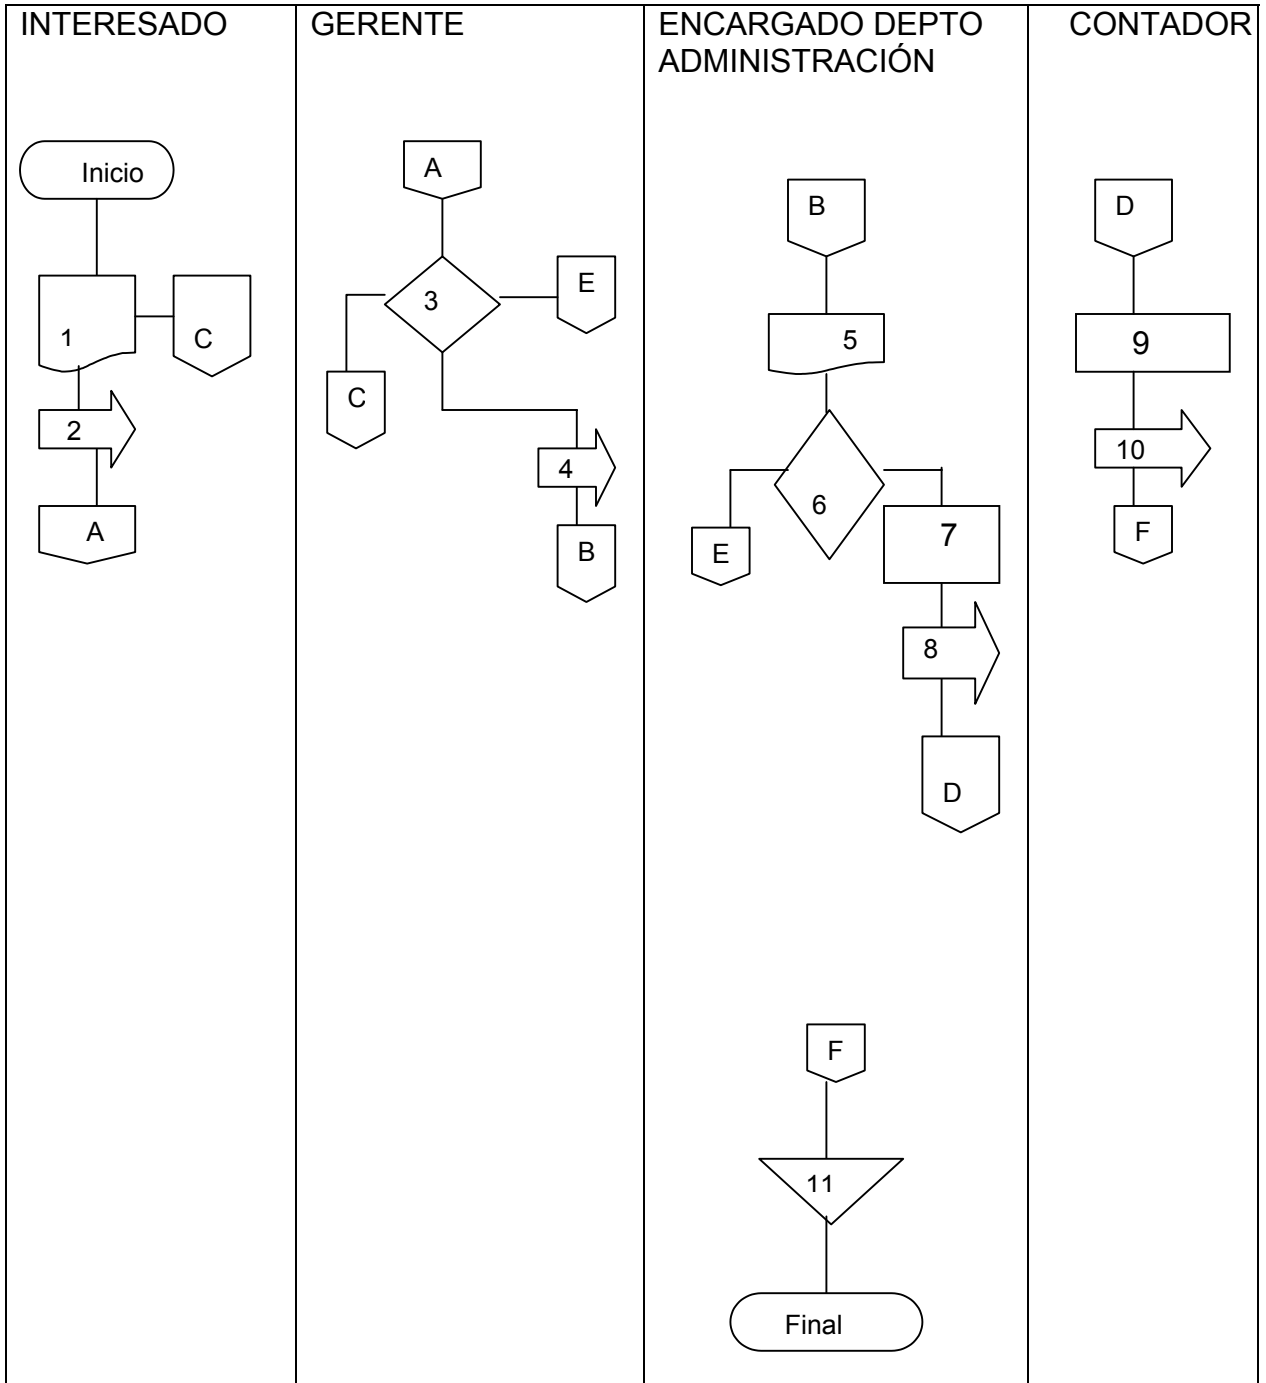 INTERESADO
GERENTE
ENCARGADO DEPTO
ADMINISTRACIÓN
CONTADOR
Inicio
1
C
2
A
A
3
E
C
4
B
B
5
6
E
7
8
D
D
9
10
F
F
11
Final